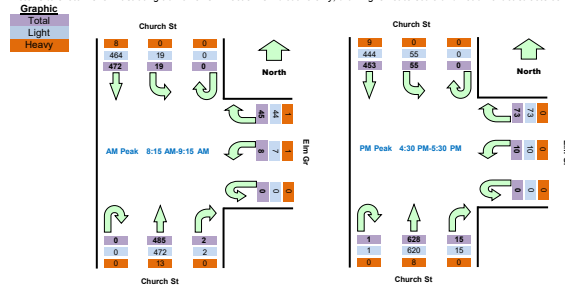 Graphic
Total
Light
Heavy
Church St
8 0 0
464 19 0
472 19 0
North
45 44 1
AM Peak 8:15 AM-9:15 AM
8 7 1
Elm Gr
0 0 0
0 485 2
0 472 2
0 13 0
Church St
Church St
9 0 0
444 55 0
453 55 0
North
73 73 0
PM Peak 4:30 PM-5:30 PM
10 10 0
0 0 0
1 628 15
1 620 15
0 8 0
Church St